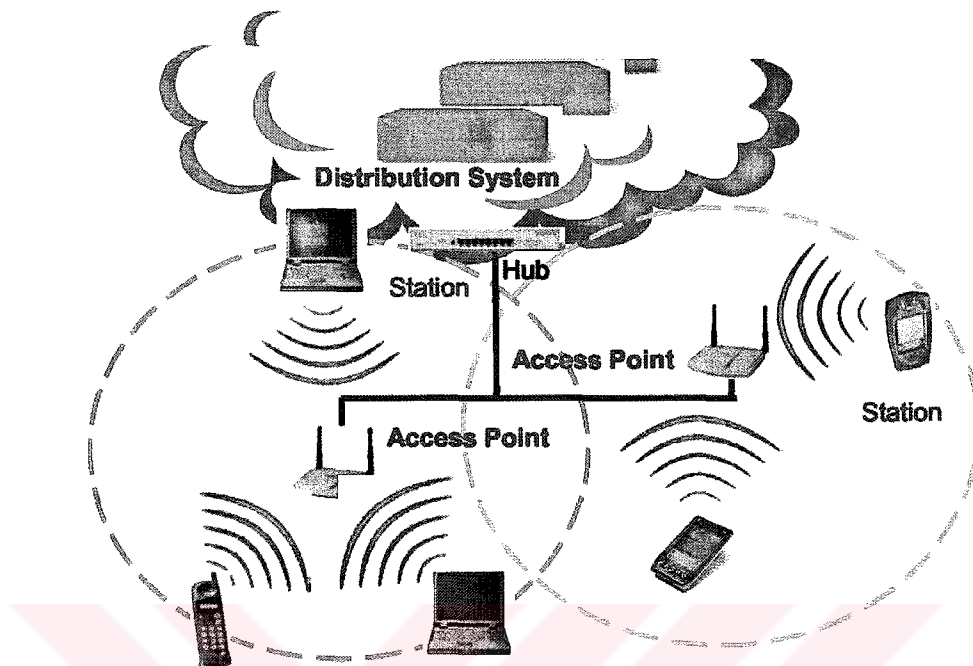 Distribution System
Hub
Station
Access Point
Station
Access Point